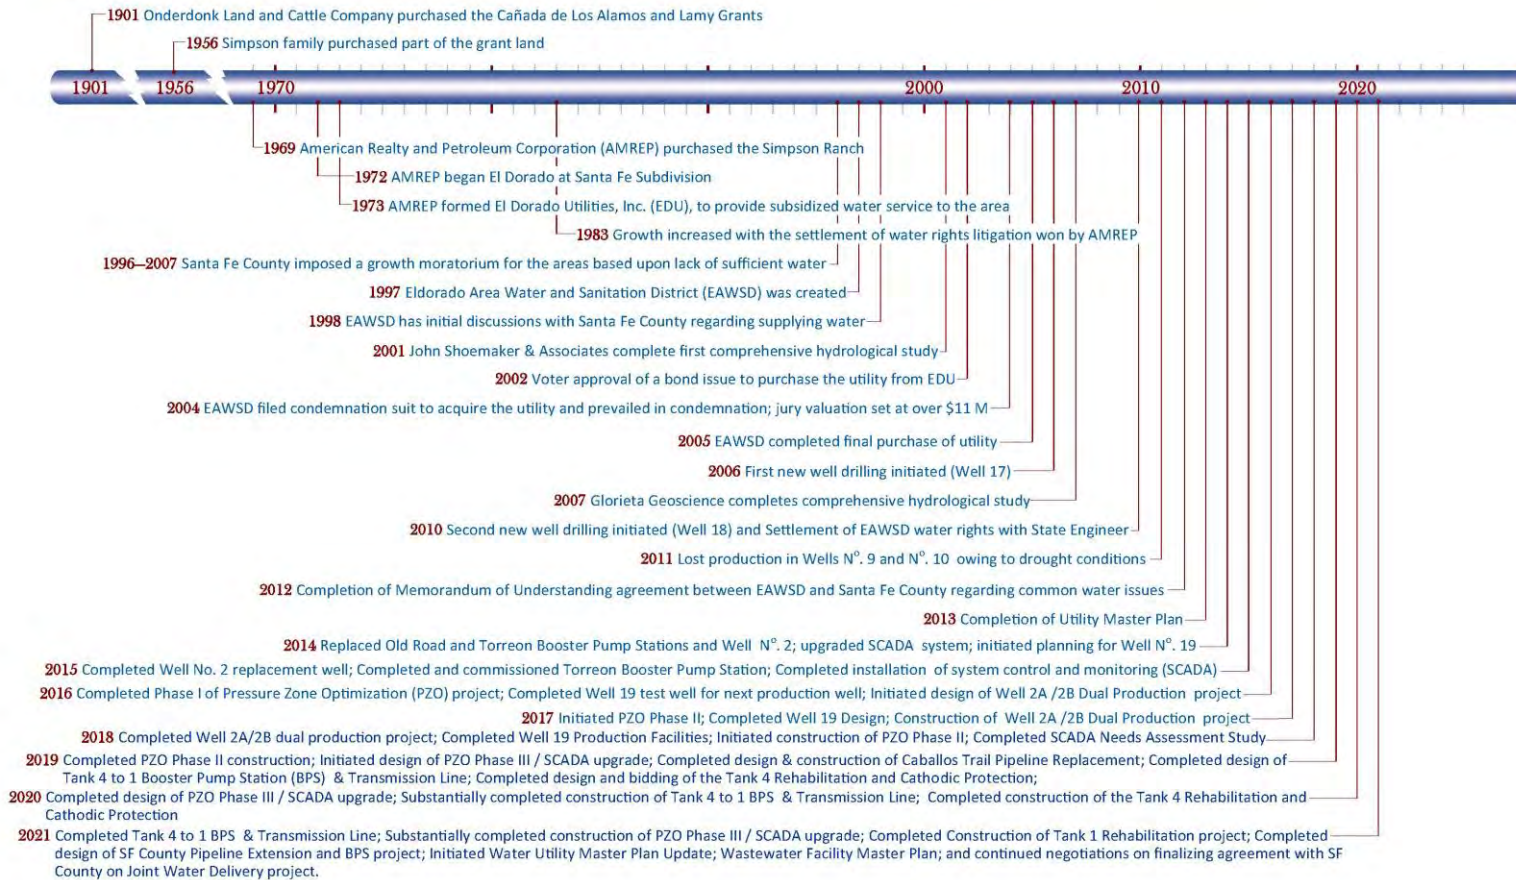 1901 Onderdonk Land and Cattle Company purchased the Cañada de Los Alamos and Lamy Grants
1956 Simpson family purchased part of the grant land
1901 1956 1970 2000 2010 2020
1969 American Realty and Petroleum Corporation (AMREP) purchased the Simpson Ranch
1972 AMREP began El Dorado at Santa Fe Subdivision
1973 AMREP formed El Dorado Utilities, Inc. (EDU), to provide subsidized water service to the area
1983 Growth increased with the settlement of water rights litigation won by AMREP
1996—2007 Santa Fe County imposed a growth moratorium for the areas based upon lack of sufficient water
1997 Eldorado Area Water and Sanitation District (EAWSD) was created
1998 EAWSD has initial discussions with Santa Fe County regarding supplying water
2001 John Shoemaker & Associates complete first comprehensive hydrological study
2002 Voter approval of a bond issue to purchase the utility from EDU
2004 EAWSD filed condemnation suit to acquire the utility and prevailed in condemnation; jury valuation set at over $11 M
2005 EAWSD completed final purchase of utility
2006 First new well drilling initiated (Well 17)
2007 Glorieta Geoscience completes comprehensive hydrological study
2010 Second new well drilling initiated (Well 18) and Settlement of EAWSD water rights with State Engineer
2011 Lost production in Wells Nº. 9 and Nº. 10 owing to drought conditions
2012 Completion of Memorandum of Understanding agreement between EAWSD and Santa Fe County regarding common water issues
2013 Completion of Utility Master Plan
2014 Replaced Old Road and Torreon Booster Pump Stations and Well Nº. 2; upgraded SCADA system; initiated planning for Well Nº. 19
2015 Completed Well No. 2 replacement well; Completed and commissioned Torreon Booster Pump Station; Completed installation of system control and monitoring (SCADA)
2016 Completed Phase I of Pressure Zone Optimization (PZO) project; Completed Well 19 test well for next production well; Initiated design of Well 2A /2B Dual Production project
2017 Initiated PZO Phase II; Completed Well 19 Design; Construction of Well 2A /2B Dual Production project
2018 Completed Well 2A/2B dual production project; Completed Well 19 Production Facilities; Initiated construction of PZO Phase II; Completed SCADA Needs Assessment Study
2019 Completed PZO Phase II construction; Initiated design of PZO Phase III / SCADA upgrade; Completed design & construction of Caballos Trail Pipeline Replacement; Completed design of
Tank 4 to 1 Booster Pump Station (BPS) & Transmission Line; Completed design and bidding of the Tank 4 Rehabilitation and Cathodic Protection;
2020 Completed design of PZO Phase III / SCADA upgrade; Substantially completed construction of Tank 4 to 1 BPS & Transmission Line; Completed construction of the Tank 4 Rehabilitation and
Cathodic Protection
2021 Completed Tank 4 to 1 BPS & Transmission Line; Substantially completed construction of PZO Phase III / SCADA upgrade; Completed Construction of Tank 1 Rehabilitation project; Completed
design of SF County Pipeline Extension and BPS project; Initiated Water Utility Master Plan Update; Wastewater Facility Master Plan; and continued negotiations on finalizing agreement with SF
County on Joint Water Delivery project.